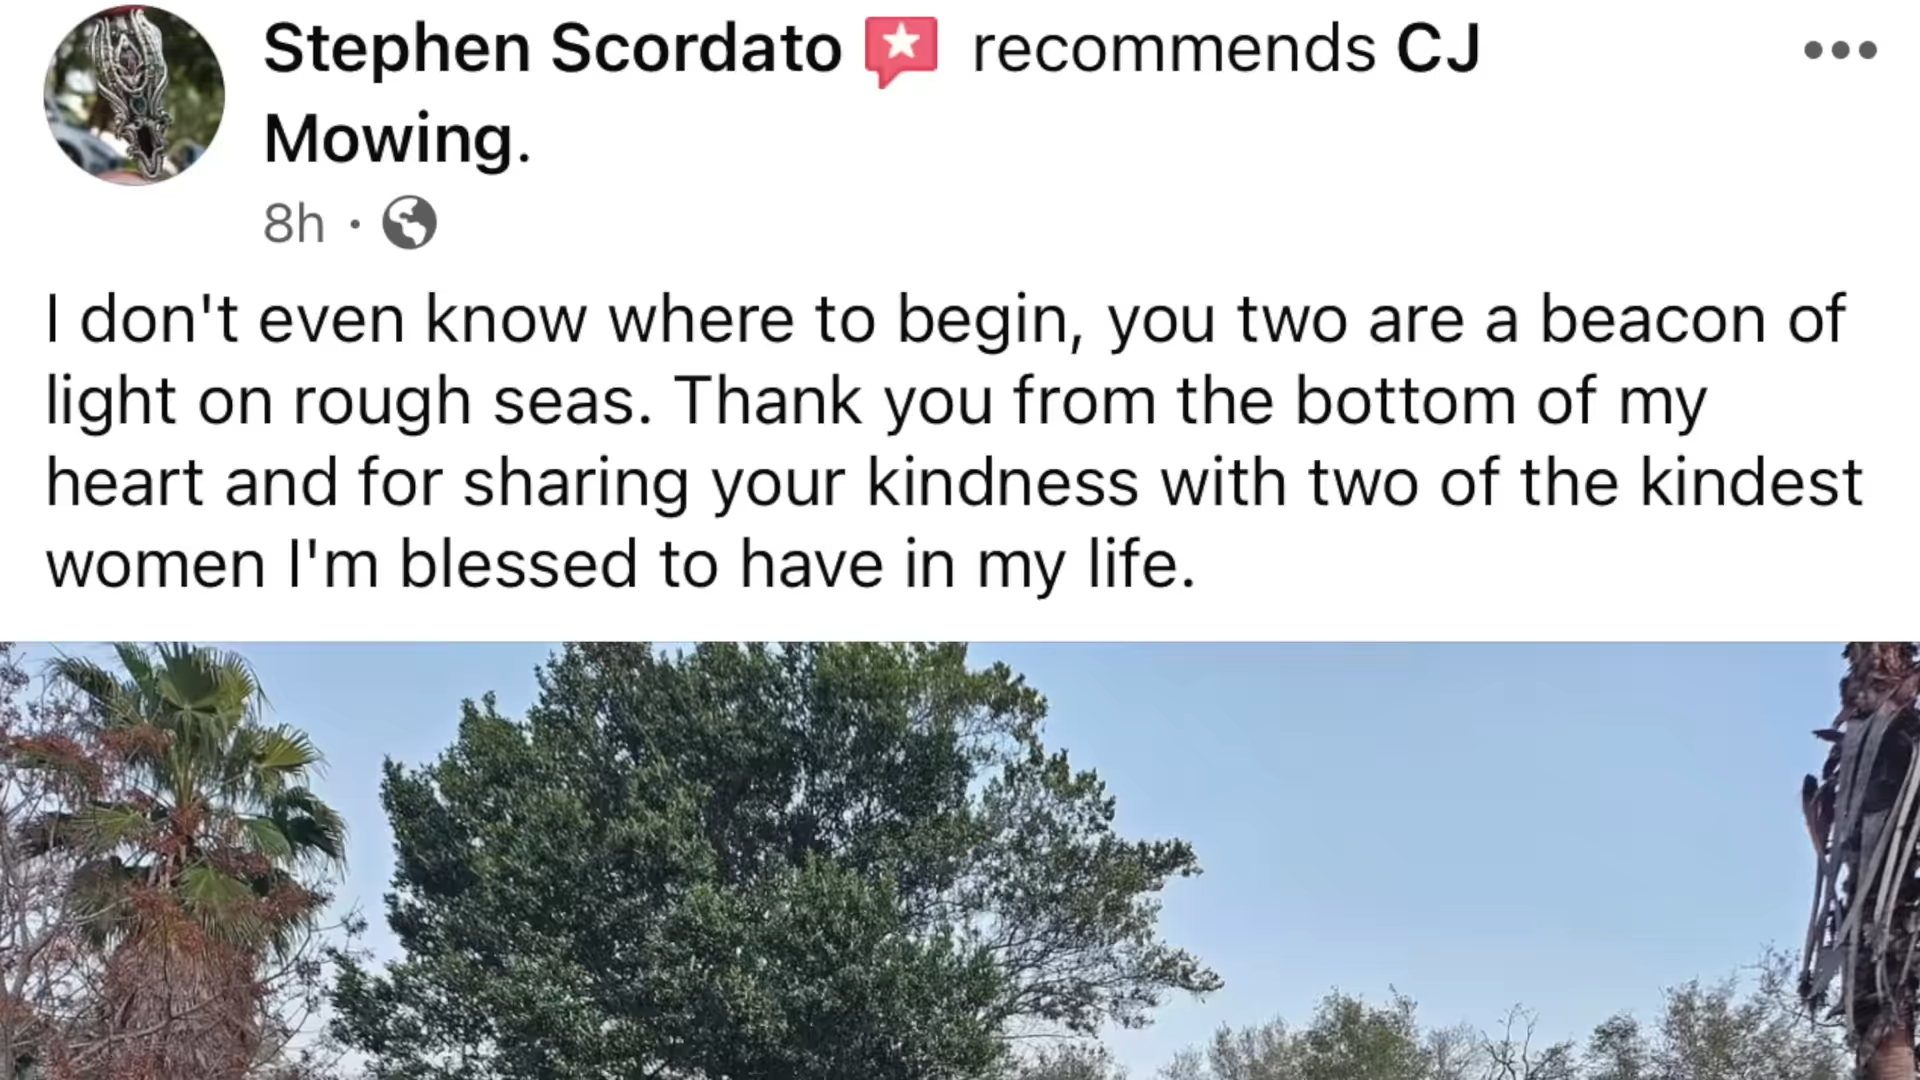 Stephen Scordato recommends CJ
Mowing.
8h ·
I don't even know where to begin, you two are a beacon of
light on rough seas. Thank you from the bottom of my
heart and for sharing your kindness with two of the kindest
women I'm blessed to have in my life.